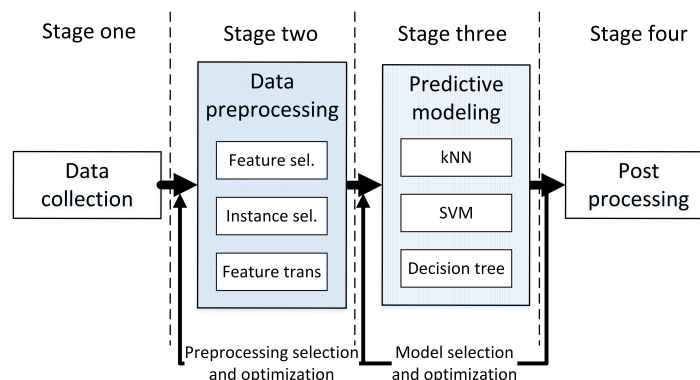 Stage one
Stage two
Stage three
Stage four
Data
collection
Data
preprocessing
Feature sel.
Instance sel.
Feature trans
Predictive
modeling
kNN
SVM
Decision tree
Post
processing
Preprocessing selection
and optimization
Model selection
and optimization